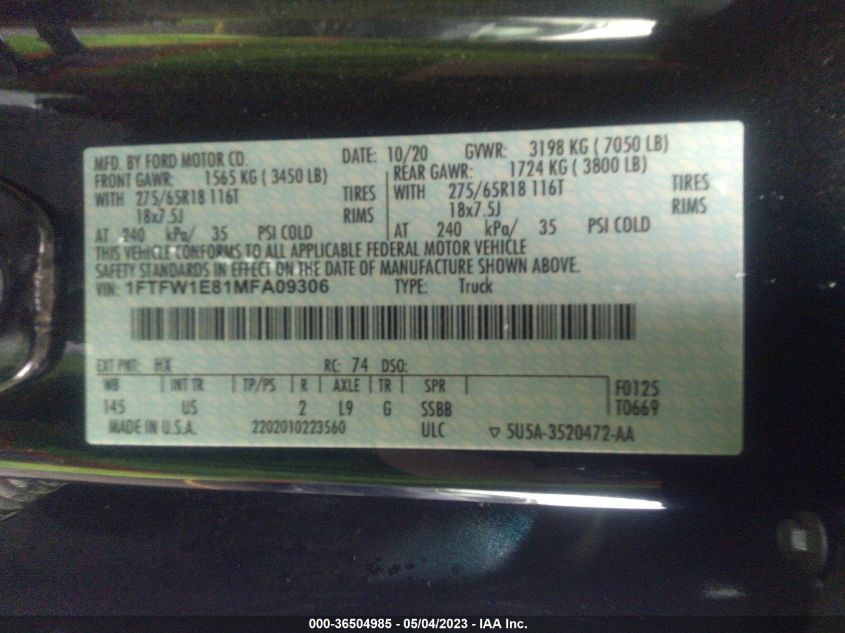 MFD. BY FORD MOTOR CO.
DATE: 10/20 GVWR: 3198 KG ( 7050 LB)
FRONT GAWR: 1565 KG ( 3450 LB)
WITH 275/65R18 116T TIRES
18x7.5J RIMS
AT 240 kPa/ 35 PSI COLD
REAR GAWR: 1724 KG ( 3800 LB)
WITH 275/65R18 116T TIRES
18x7.5J RIMS
AT 240 kPa/ 35 PSI COLD
THIS VEHICLE CONFORMS TO ALL APPLICABLE FEDERAL MOTOR VEHICLE
SAFETY STANDARDS IN EFFECT ON THE DATE OF MANUFACTURE SHOWN ABOVE.
VIN: 1FTFW1E81MFA09306 TYPE: Truck
EXT PNT: HX RC: 74 DSO:
WB INT TR TP/PS R AXLE TR SPR F0125
145 US 2 L9 G SSBB T0669
MADE IN U.S.A. 2202010223560 ULC ▽ 5U5A-3520472-AA
000-36504985 - 05/04/2023 - IAA Inc.